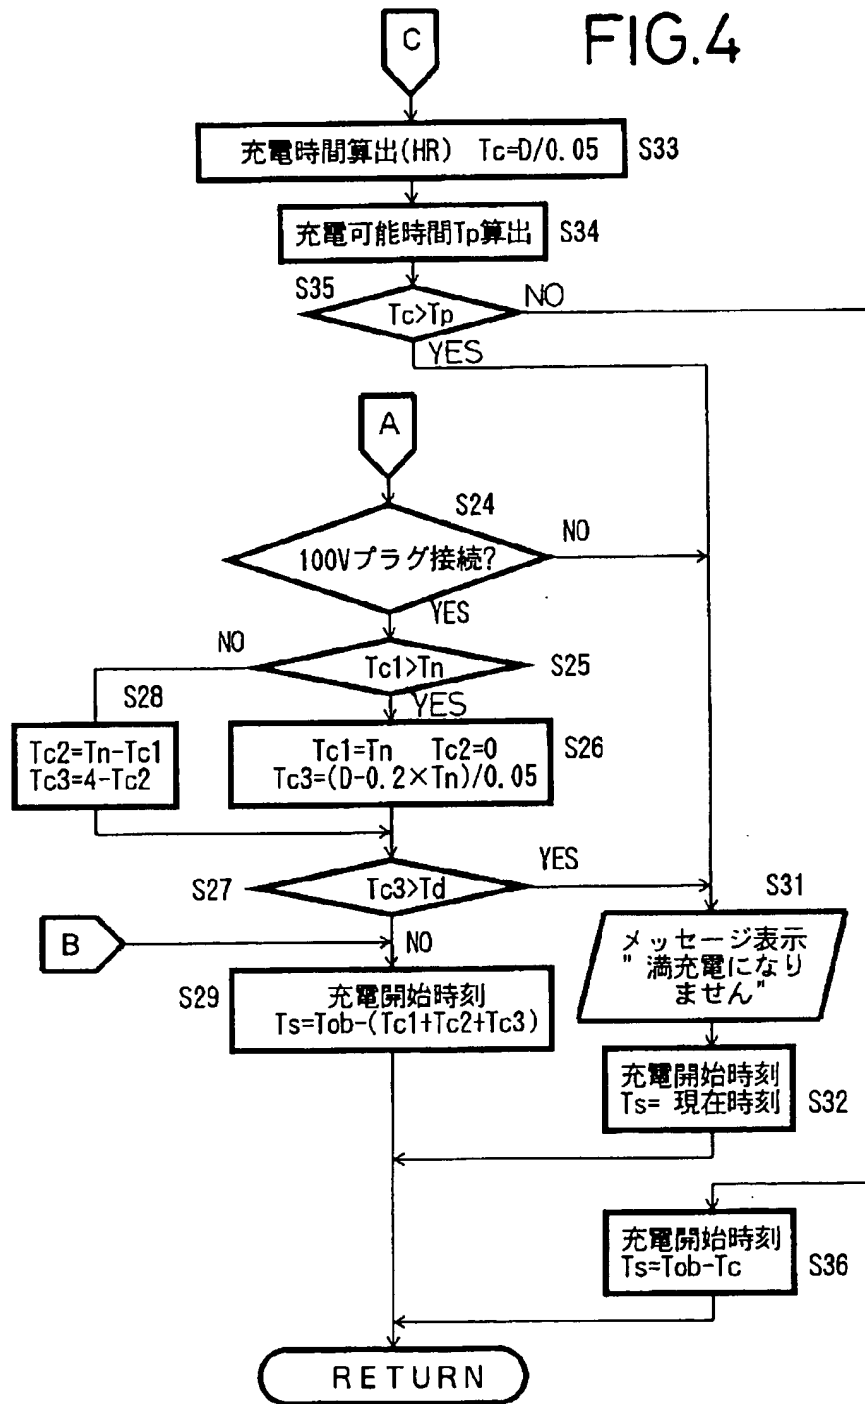 FIG.4
C
充電時間算出(HR) Tc=D/0.05
S33
充電可能時間Tp算出
S34
S35
Tc>Tp
NO
YES
A
S24
100Vプラグ接続?
NO
YES
NO
Tc1>Tn
S25
S28
YES
Tc2=Tn-Tc1
Tc3=4-Tc2
Tc1=Tn Tc2=0
Tc3=(D-0.2×Tn)/0.05
S26
S27
Tc3>Td
YES
S31
B
NO
メッセージ表示
"満充電になり
ません"
S29
充電開始時刻
Ts=Tob-(Tc1+Tc2+Tc3)
充電開始時刻
Ts= 現在時刻
S32
充電開始時刻
Ts=Tob-Tc
S36
RETURN